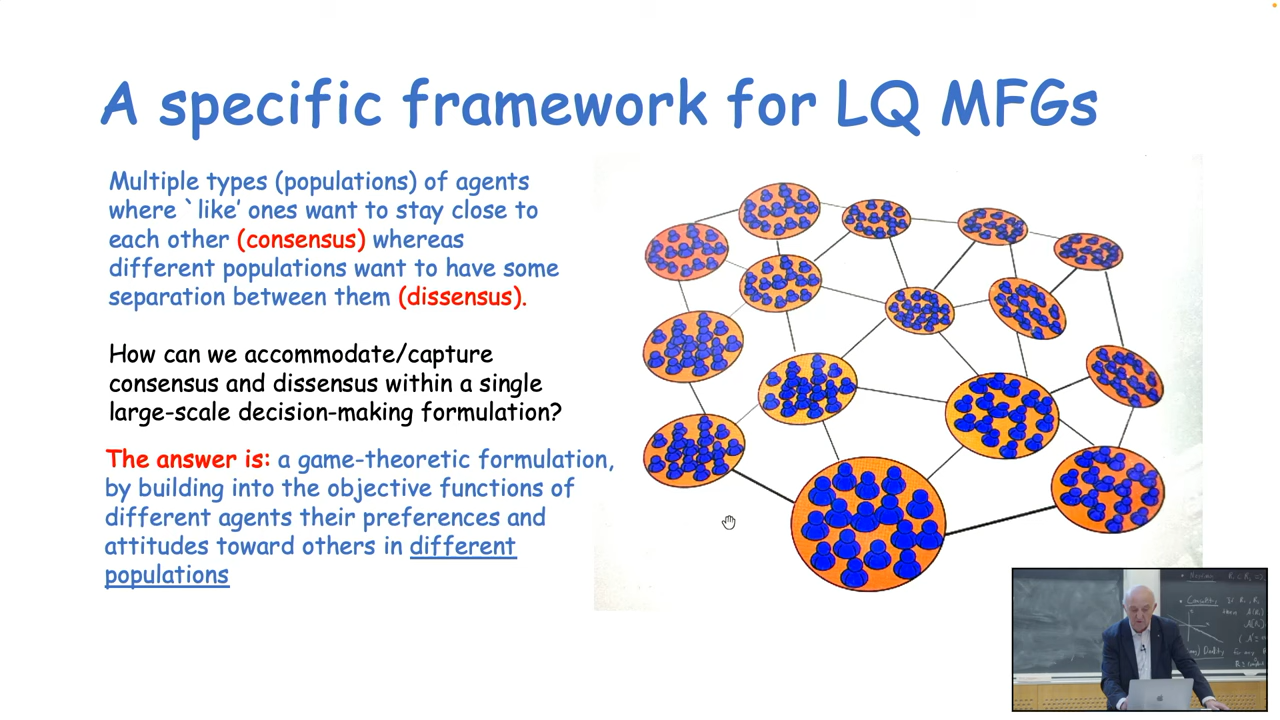 A specific framework for LQ MFGs
Multiple types (populations) of agents
where `like' ones want to stay close to
each other (consensus) whereas
different populations want to have some
separation between them (dissensus).
How can we accommodate/capture
consensus and dissensus within a single
large-scale decision-making formulation?
The answer is: a game-theoretic formulation,
by building into the objective functions of
different agents their preferences and
attitudes toward others in different
populations
Causality
Duality